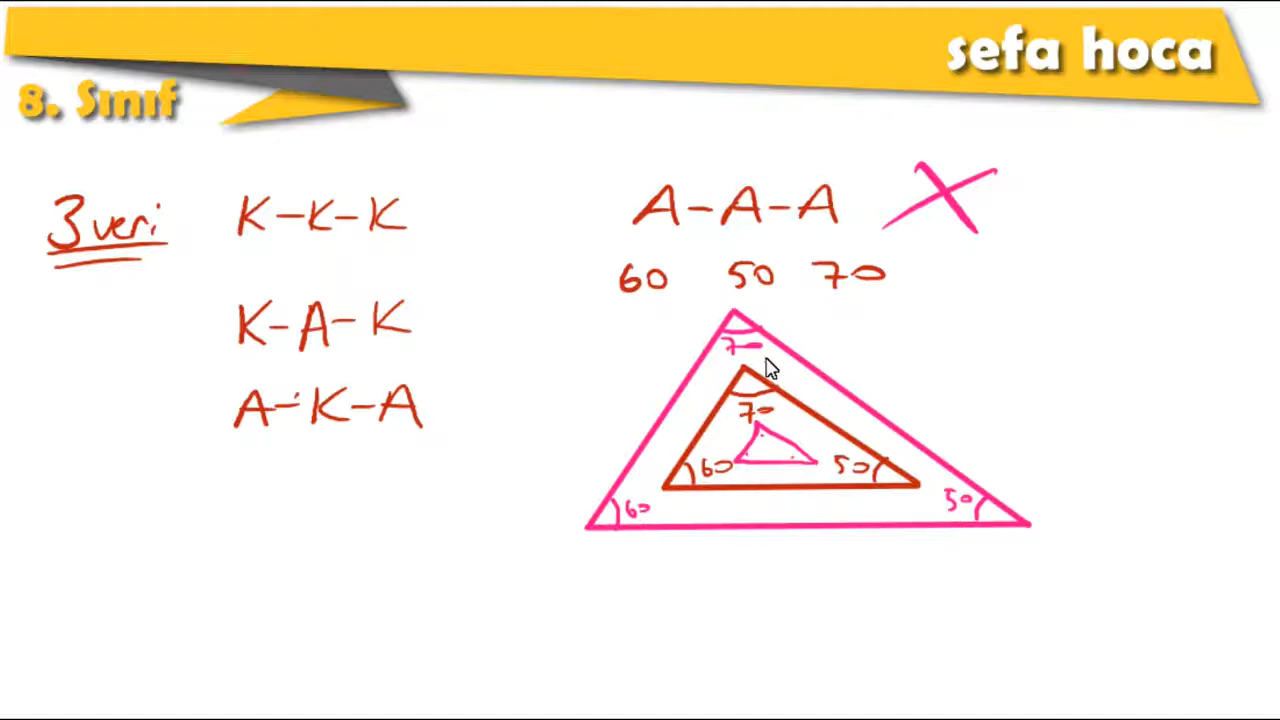 sefa hoca
8. Sınıf
3 veri
K-K-K
K-A-K
A-K-A
A-A-A
60 50 70
70
70
60 50
60 50